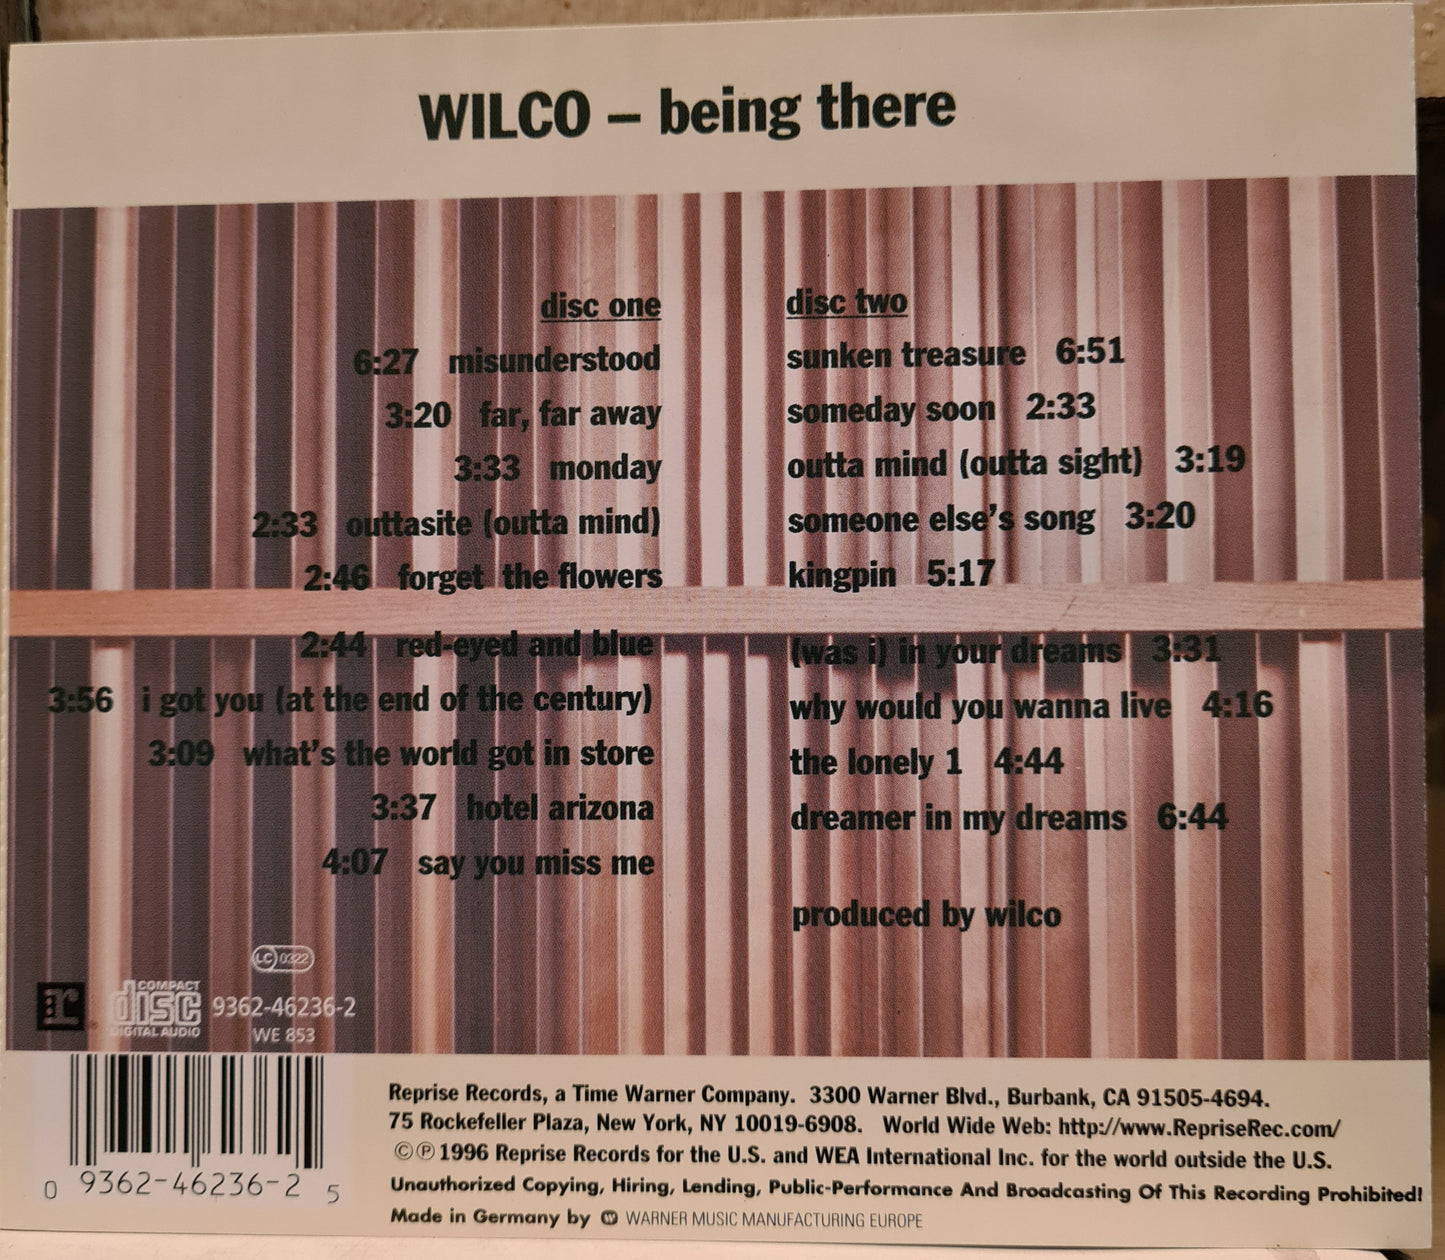 WILCO – being there
disc one
6:27 misunderstood
3:20 far, far away
3:33 monday
2:33 outtasite (outta mind)
2:46 forget the flowers
2:44 red-eyed and blue
3:56 i got you (at the end of the century)
3:09 what's the world got in store
3:37 hotel arizona
4:07 say you miss me
disc two
sunken treasure 6:51
someday soon 2:33
outta mind (outta sight) 3:19
someone else's song 3:20
kingpin 5:17
(was i) in your dreams 3:31
why would you wanna live 4:16
the lonely 1 4:44
dreamer in my dreams 6:44
produced by wilco
LC 0322
r
COMPACT
disc
DIGITAL AUDIO
9362-46236-2
WE 853
0 9362-46236-2 5
Reprise Records, a Time Warner Company. 3300 Warner Blvd., Burbank, CA 91505-4694.
75 Rockefeller Plaza, New York, NY 10019-6908. World Wide Web: http://www.RepriseRec.com/
©℗1996 Reprise Records for the U.S. and WEA International Inc. for the world outside the U.S.
Unauthorized Copying, Hiring, Lending, Public-Performance And Broadcasting Of This Recording Prohibited!
Made in Germany by WARNER MUSIC MANUFACTURING EUROPE